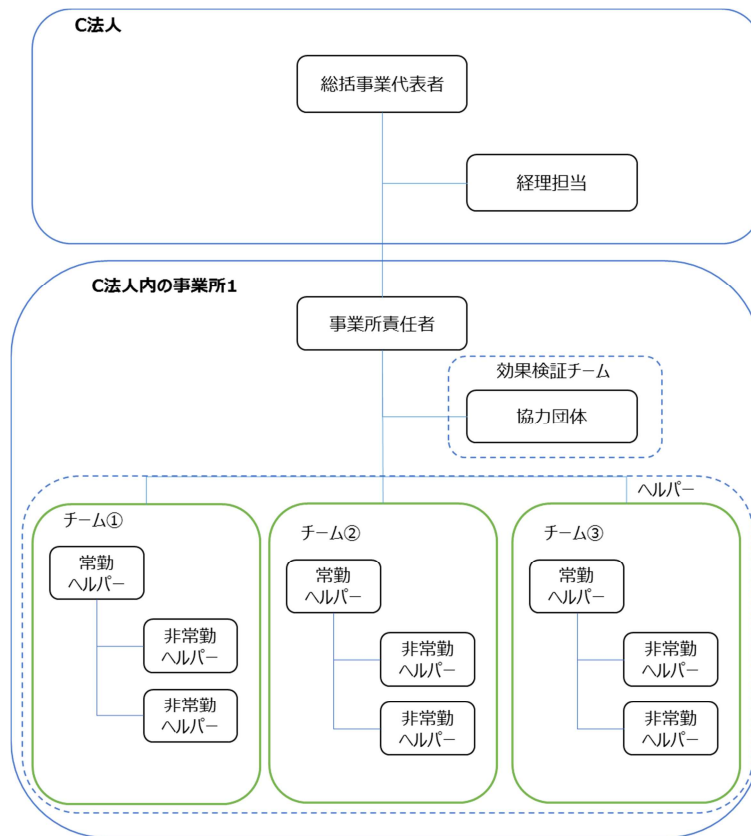 C法人
総括事業代表者
経理担当
C法人内の事業所1
事業所責任者
効果検証チーム
協力団体
ヘルパー
チーム①
常勤
ヘルパー
非常勤
ヘルパー
非常勤
ヘルパー
チーム②
常勤
ヘルパー
非常勤
ヘルパー
非常勤
ヘルパー
チーム③
常勤
ヘルパー
非常勤
ヘルパー
非常勤
ヘルパー